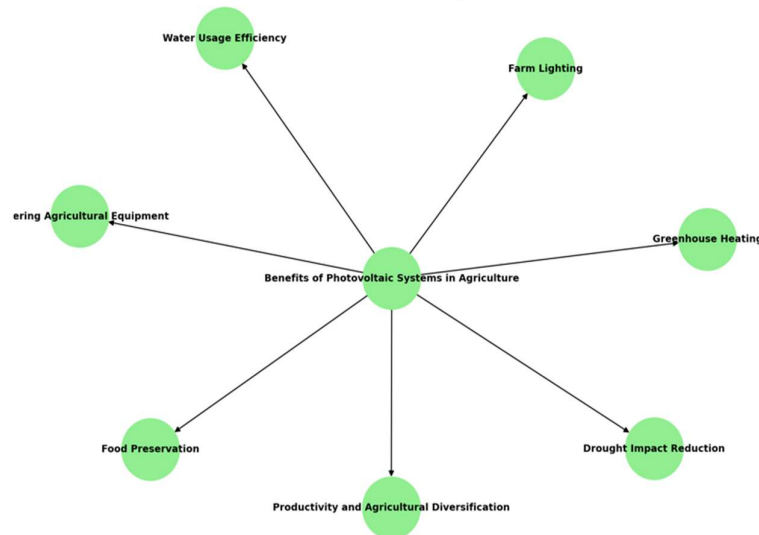 Water Usage Efficiency
Farm Lighting
ering Agricultural Equipment
Greenhouse Heating
Benefits of Photovoltaic Systems in Agriculture
Food Preservation
Drought Impact Reduction
Productivity and Agricultural Diversification